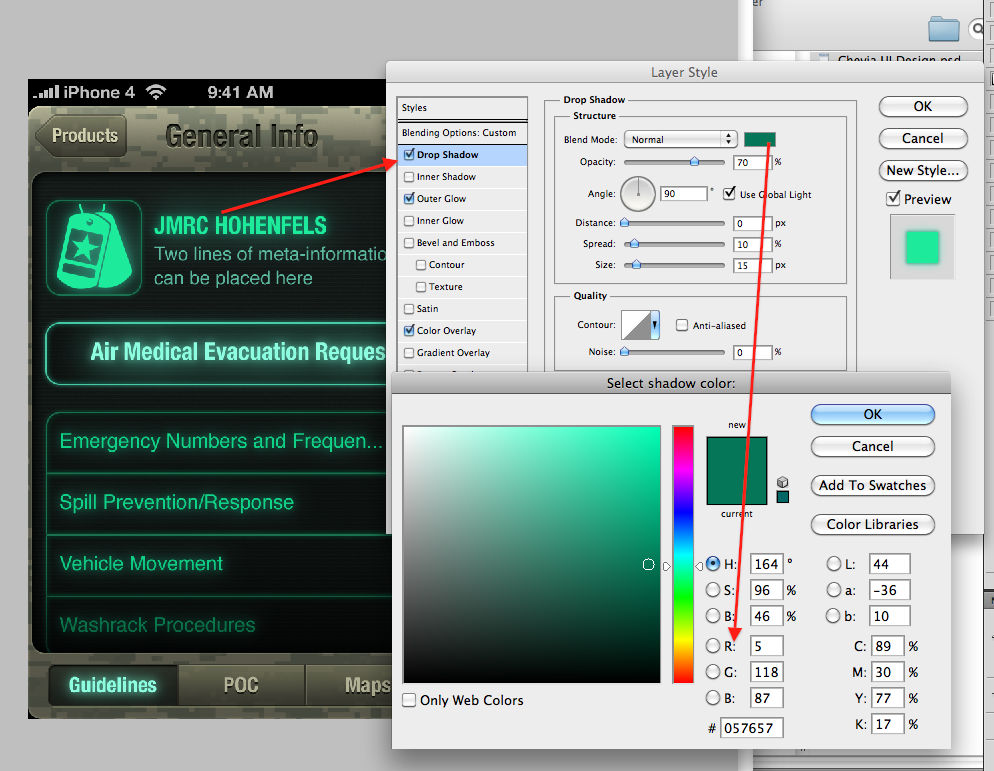 er
Chevia UI Design.psd
iPhone 4
9:41 AM
Products
General Info
JMRC HOHENFELS
Two lines of meta-informatio
can be placed here
Air Medical Evacuation Reques
Emergency Numbers and Frequen...
Spill Prevention/Response
Vehicle Movement
Washrack Procedures
Guidelines
POC
Maps
Layer Style
Styles
Blending Options: Custom
Drop Shadow
Inner Shadow
Outer Glow
Inner Glow
Bevel and Emboss
Contour
Texture
Satin
Color Overlay
Gradient Overlay
Drop Shadow
Structure
Blend Mode: Normal
Opacity: 70 %
Angle: 90 ° Use Global Light
Distance: 0 px
Spread: 10 %
Size: 15 px
Quality
Contour: Anti-aliased
Noise: 0 %
OK
Cancel
New Style...
Preview
Select shadow color:
new
current
OK
Cancel
Add To Swatches
Color Libraries
H: 164 ° L: 44
S: 96 % a: -36
B: 46 % b: 10
R: 5 C: 89 %
G: 118 M: 30 %
B: 87 Y: 77 %
# 057657 K: 17 %
Only Web Colors